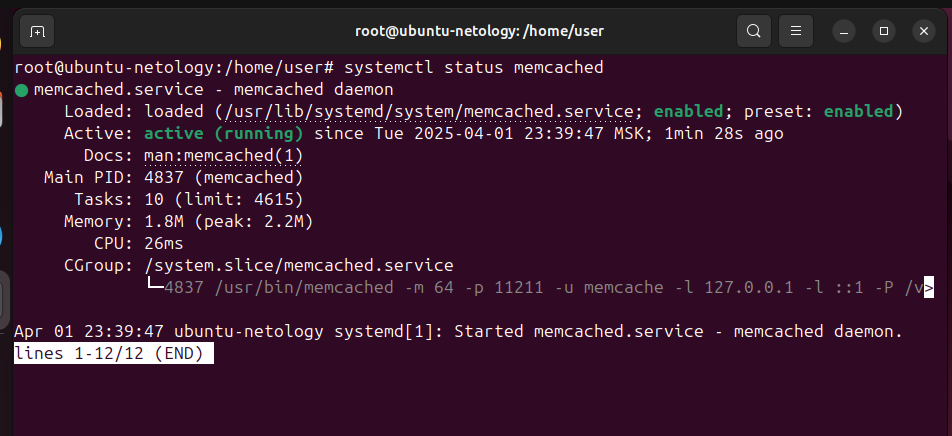 root@ubuntu-netology: /home/user
root@ubuntu-netology:/home/user# systemctl status memcached
● memcached.service - memcached daemon
     Loaded: loaded (/usr/lib/systemd/system/memcached.service; enabled; preset: enabled)
     Active: active (running) since Tue 2025-04-01 23:39:47 MSK; 1min 28s ago
       Docs: man:memcached(1)
   Main PID: 4837 (memcached)
      Tasks: 10 (limit: 4615)
     Memory: 1.8M (peak: 2.2M)
        CPU: 26ms
     CGroup: /system.slice/memcached.service
             └─4837 /usr/bin/memcached -m 64 -p 11211 -u memcache -l 127.0.0.1 -l ::1 -P /v>
Apr 01 23:39:47 ubuntu-netology systemd[1]: Started memcached.service - memcached daemon.
lines 1-12/12 (END)